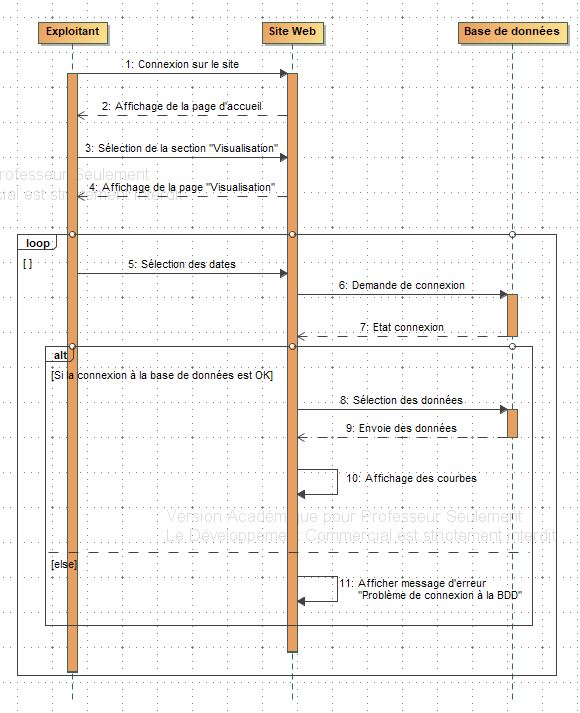 Exploitant
Site Web
Base de données
1: Connexion sur le site
2: Affichage de la page d'accueil
3: Sélection de la section "Visualisation"
rofesseur Seulement
4: Affichage de la page "Visualisation"
cial est strictement interdit
loop
[ ]
5: Sélection des dates
6: Demande de connexion
7: Etat connexion
alt
[Si la connexion à la base de données est OK]
8: Sélection des données
9: Envoie des données
10: Affichage des courbes
Version Académique pour Professeur Seulement
Le Développement Commercial est strictement interdit
[else]
11: Afficher message d'erreur
"Problème de connexion à la BDD"